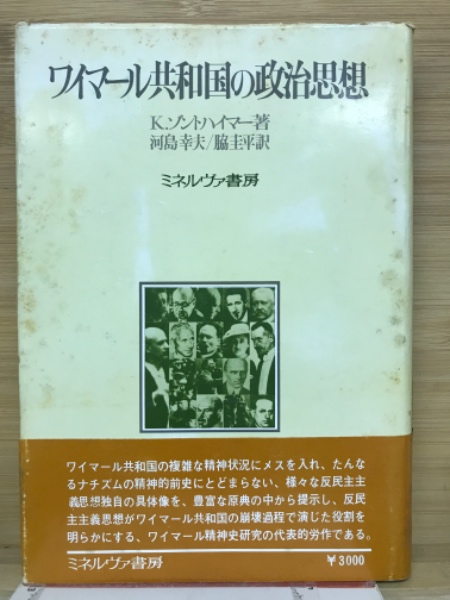 ワイマール共和国の政治思想
K.ゾントハイマー著
河島幸夫/脇圭平訳
ミネルヴァ書房
ワイマール共和国の複雑な精神状況にメスを入れ、たんな
るナチズムの精神的前史にとどまらない、様々な反民主主
義思想独自の具体像を、豊富な原典の中から提示し、反民
主主義思想がワイマール共和国の崩壊過程で演じた役割を
明らかにする、ワイマール精神史研究の代表的労作である。
ミネルヴァ書房 ¥3000